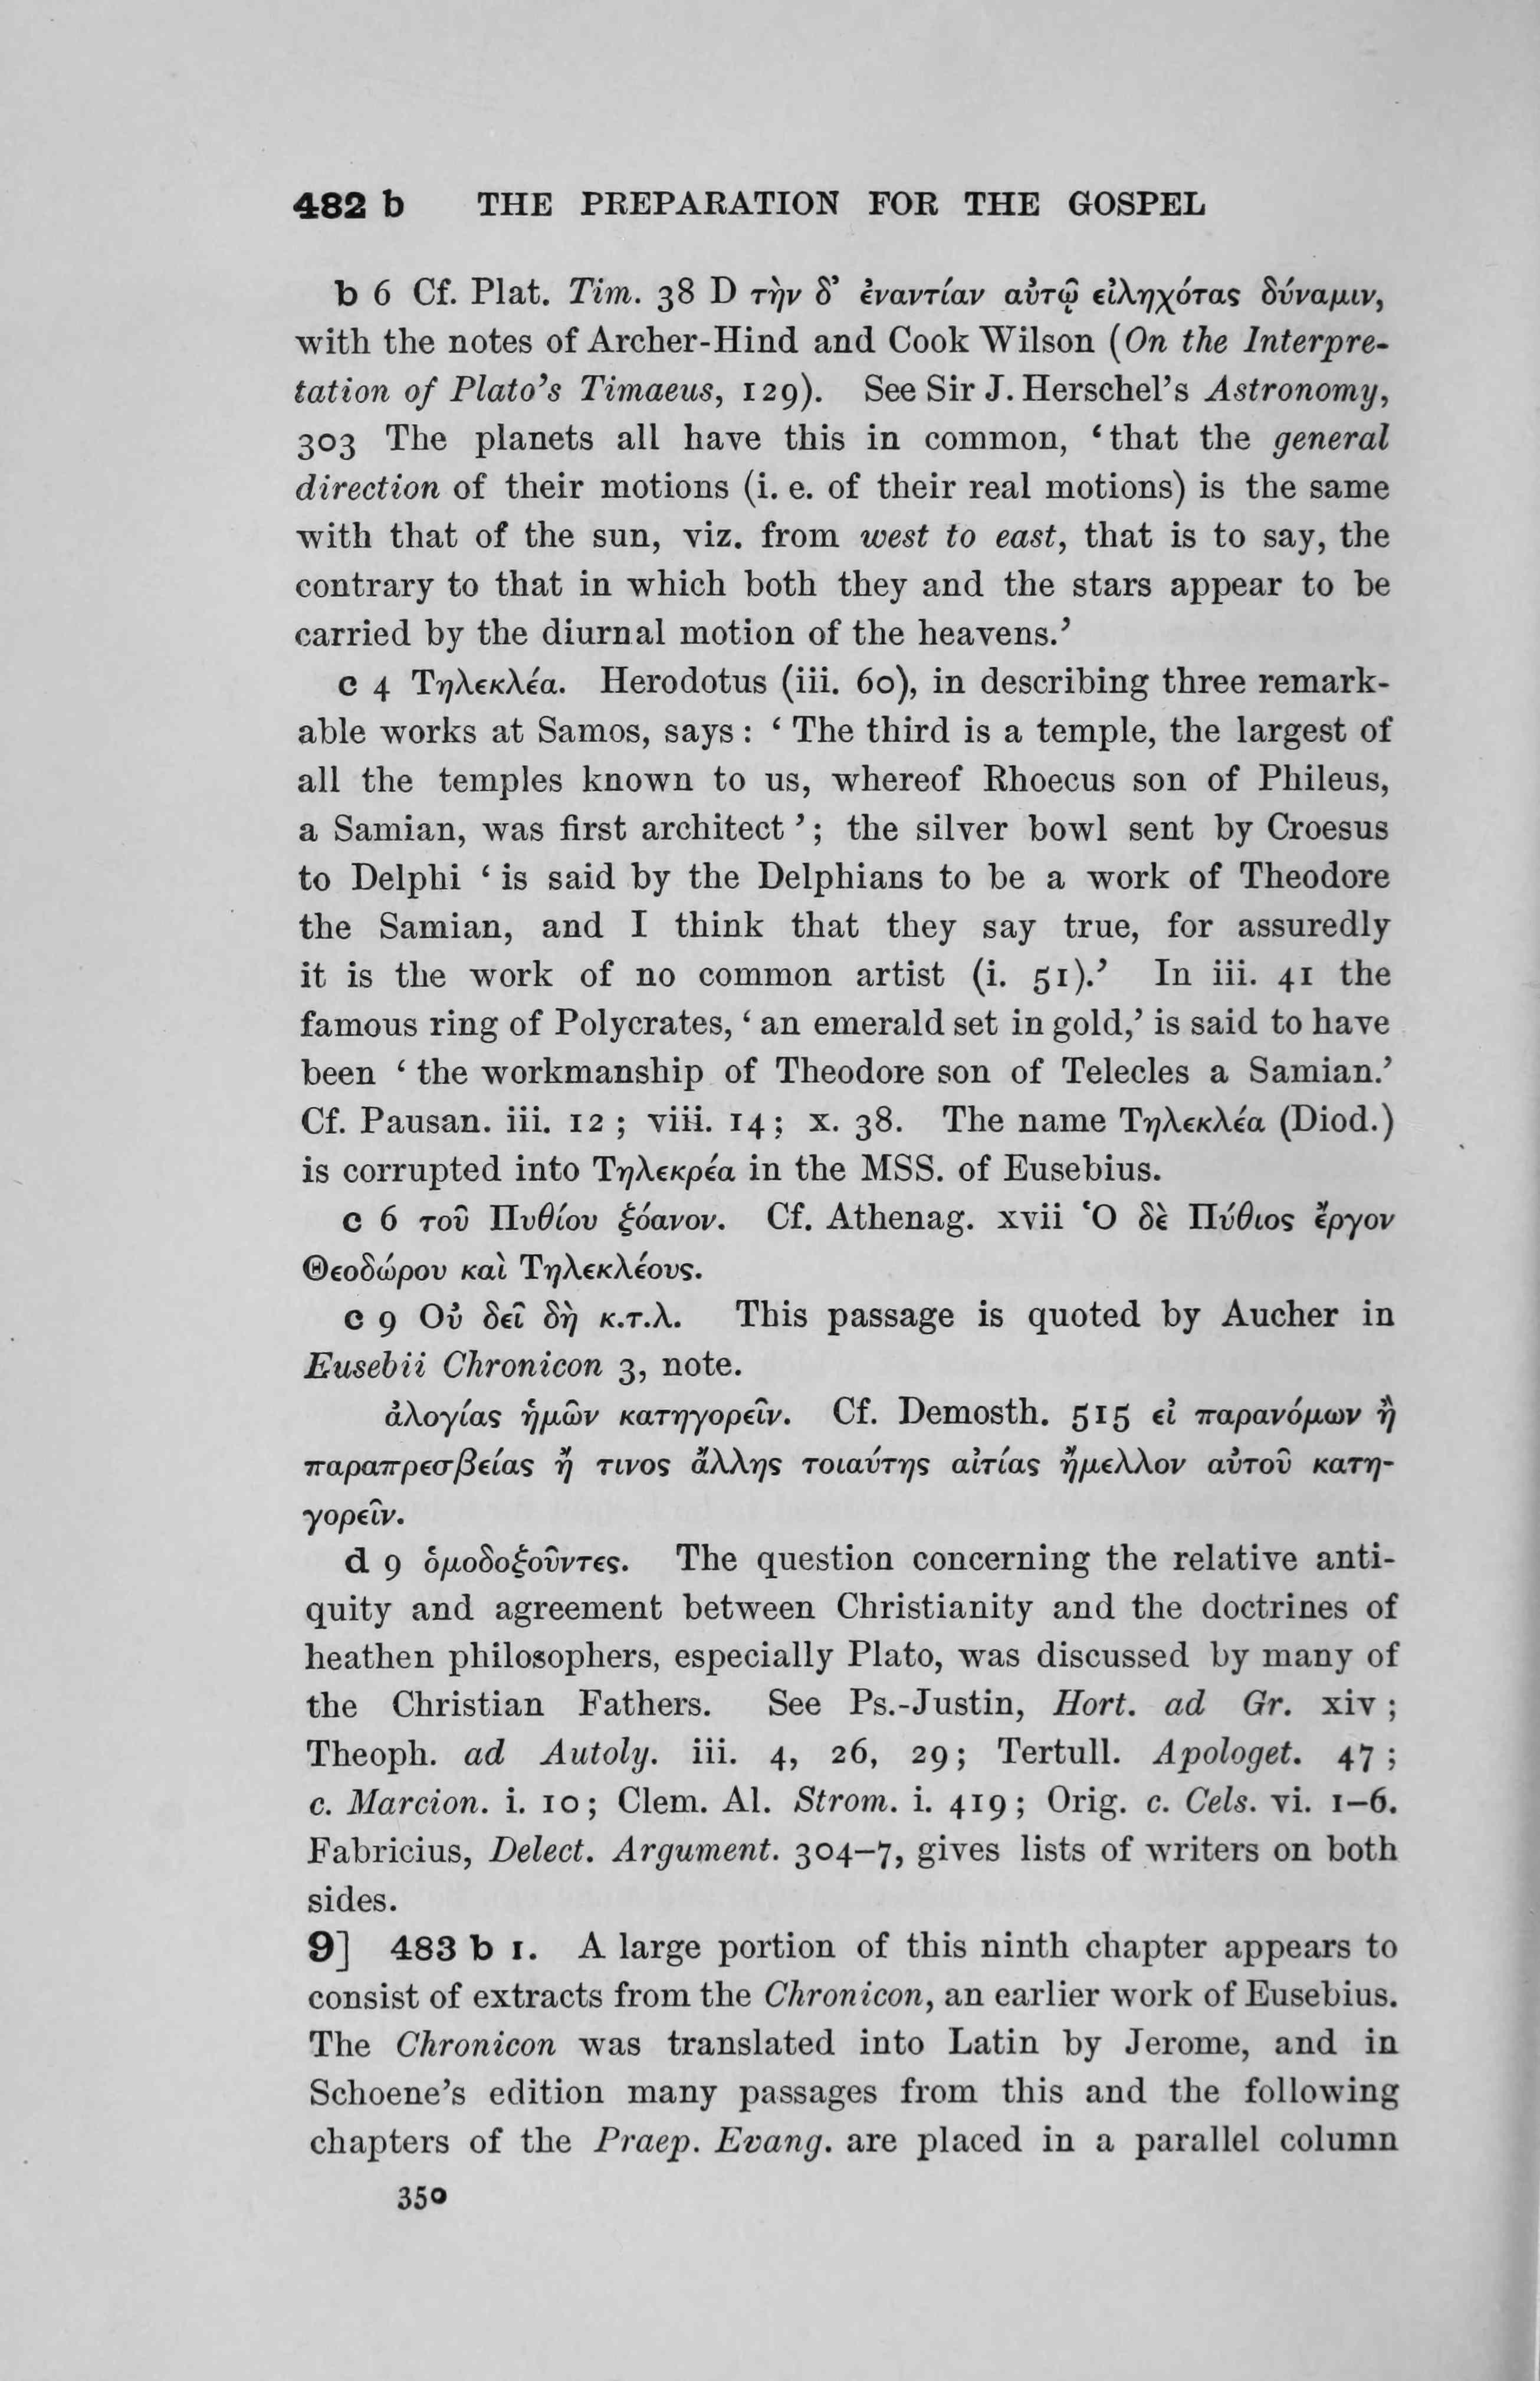 482 b THE PREPARATION FOR THE GOSPEL
b 6 Cf. Plat. Tim. 38 D τὴν δ’ ἐναντίαν αὐτῷ εἰληχότας δύναμιν,
with the notes of Archer-Hind and Cook Wilson (On the Interpre-
tation of Plato’s Timaeus, 129). See Sir J. Herschel’s Astronomy,
303 The planets all have this in common, ‘that the general
direction of their motions (i. e. of their real motions) is the same
with that of the sun, viz. from west to east, that is to say, the
contrary to that in which both they and the stars appear to be
carried by the diurnal motion of the heavens.’
c 4 Τηλεκλέα. Herodotus (iii. 60), in describing three remark-
able works at Samos, says : ‘ The third is a temple, the largest of
all the temples known to us, whereof Rhoecus son of Phileus,
a Samian, was first architect ’ ; the silver bowl sent by Croesus
to Delphi ‘ is said by the Delphians to be a work of Theodore
the Samian, and I think that they say true, for assuredly
it is the work of no common artist (i. 51).’ In iii. 41 the
famous ring of Polycrates, ‘ an emerald set in gold,’ is said to have
been ‘ the workmanship of Theodore son of Telecles a Samian.’
Cf. Pausan. iii. 12 ; viii. 14 ; x. 38. The name Τηλεκλέα (Diod.)
is corrupted into Τηλεκρέα in the MSS. of Eusebius.
c 6 τοῦ Πυθίου ξόανον. Cf. Athenag. xvii Ὁ δὲ Πύθιος ἔργον
Θεοδώρου καὶ Τηλεκλέους.
c 9 Οὐ δεῖ δὴ κ.τ.λ. This passage is quoted by Aucher in
Eusebii Chronicon 3, note.
ἀλογίας ἡμῶν κατηγορεῖν. Cf. Demosth. 515 εἰ παρανόμων ἢ
παραπρεσβείας ἤ τινος ἄλλης τοιαύτης αἰτίας ἤμελλον αὐτοῦ κατη-
γορεῖν.
d 9 ὁμοδοξοῦντες. The question concerning the relative anti-
quity and agreement between Christianity and the doctrines of
heathen philosophers, especially Plato, was discussed by many of
the Christian Fathers. See Ps.-Justin, Hort. ad Gr. xiv ;
Theoph. ad Autoly. iii. 4, 26, 29 ; Tertull. Apologet. 47 ;
c. Marcion. i. 10 ; Clem. Al. Strom. i. 419 ; Orig. c. Cels. vi. 1–6.
Fabricius, Delect. Argument. 304–7, gives lists of writers on both
sides.
9] 483 b 1. A large portion of this ninth chapter appears to
consist of extracts from the Chronicon, an earlier work of Eusebius.
The Chronicon was translated into Latin by Jerome, and in
Schoene’s edition many passages from this and the following
chapters of the Praep. Evang. are placed in a parallel column
350